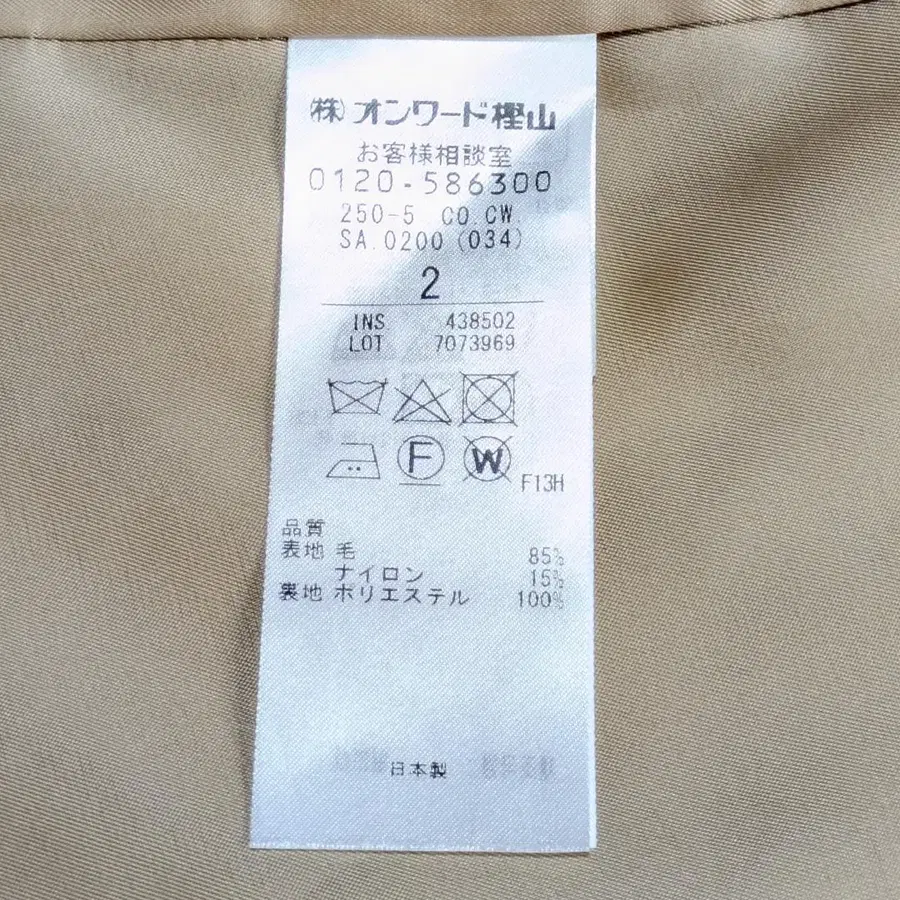 (株)オンワード樫山
お客様相談室
0120-586300
250-5 CO.CW.
SA.0200 (034)
2
INS 438502
LOT 7073969
F W
F13H
品質
表地 毛 85%
ナイロン 15%
裏地 ポリエステル 100%
日本製